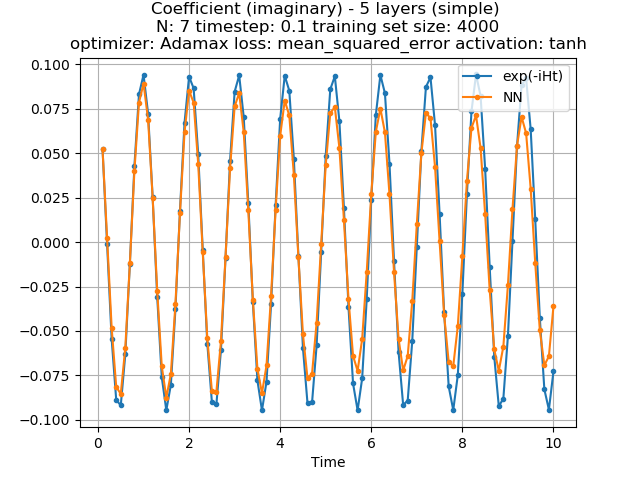 Coefficient (imaginary) - 5 layers (simple)
N: 7 timestep: 0.1 training set size: 4000
optimizer: Adamax loss: mean_squared_error activation: tanh
exp(-iHt)
NN
0.100
0.075
0.050
0.025
0.000
−0.025
−0.050
−0.075
−0.100
0 2 4 6 8 10
Time